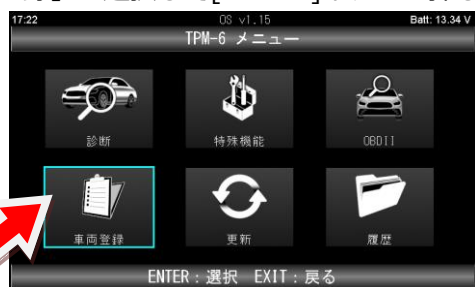 17:22 OS v1.15 Batt: 13.34 V
TPM-6 メニュー
診断 特殊機能 OBDII
車両登録 更新 履歴
ENTER：選択 EXIT：戻る